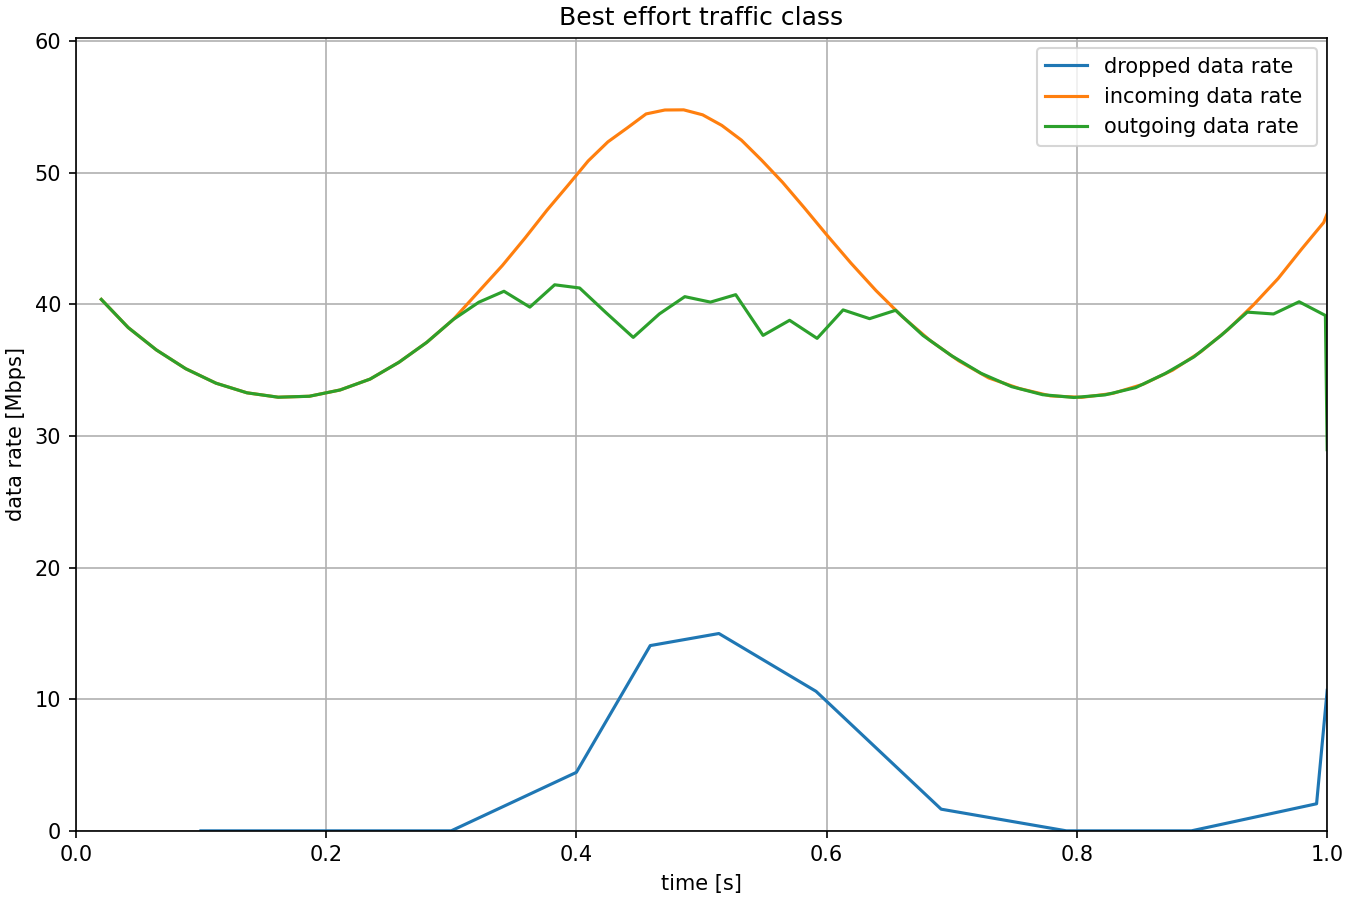 Best effort traffic class
dropped data rate
incoming data rate
outgoing data rate
data rate [Mbps]
60
50
40
30
20
10
0
0.0
0.2
0.4
0.6
0.8
1.0
time [s]